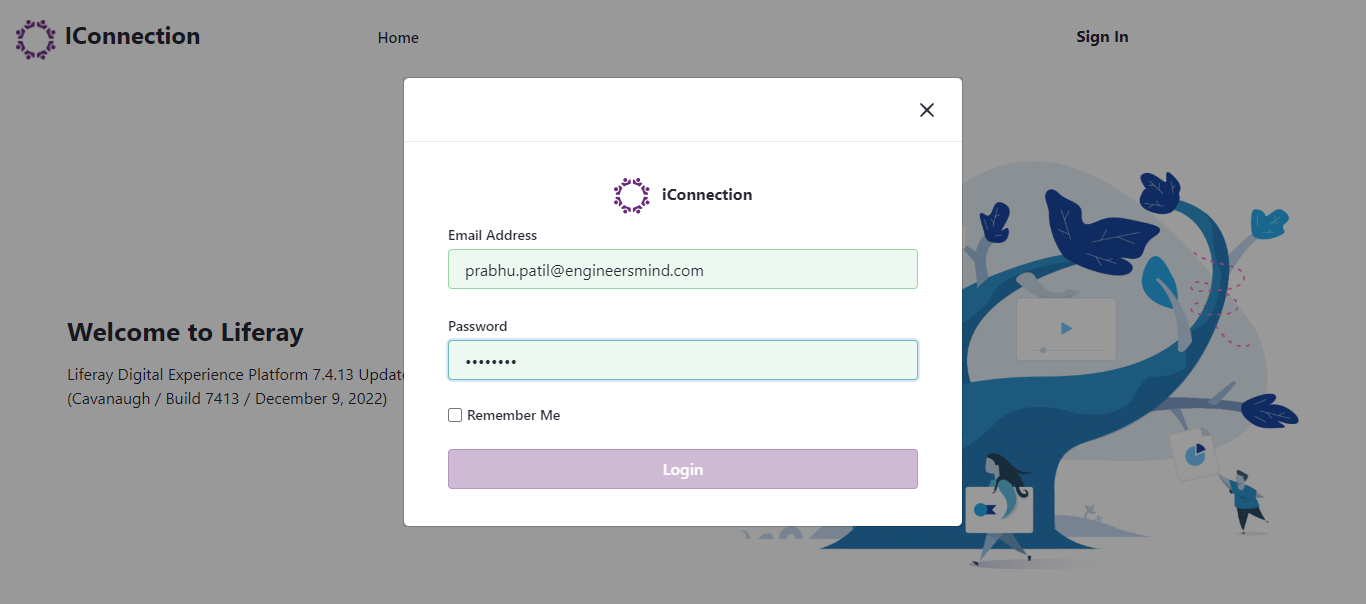 IConnection
Home
Sign In
iConnection
Email Address
prabhu.patil@engineersmind.com
Password
••••••••
Remember Me
Login
Welcome to Liferay
Liferay Digital Experience Platform 7.4.13 Update
(Cavanaugh / Build 7413 / December 9, 2022)